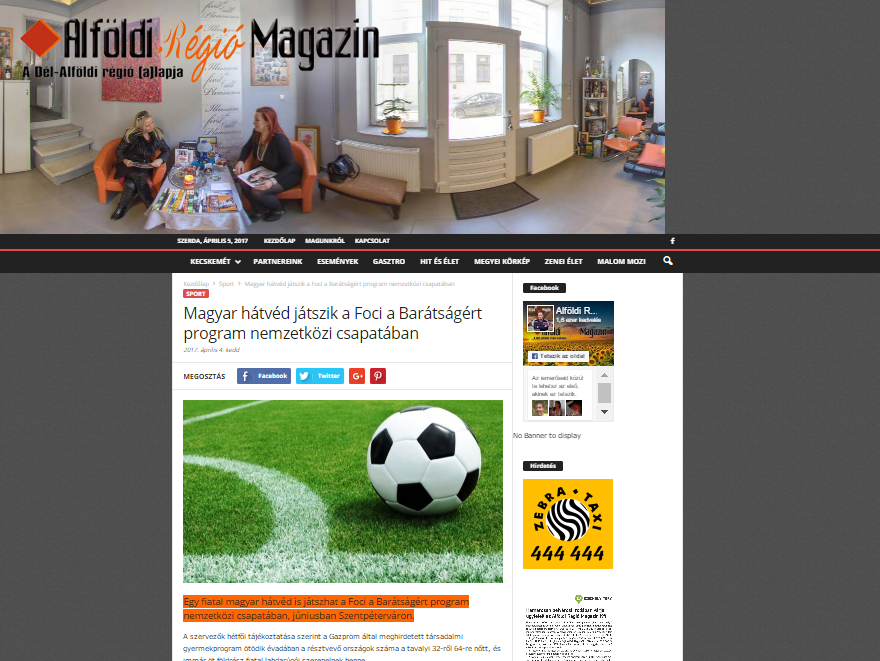 Alföldi Régió Magazin
A Dél-Alföldi régió (a)lapja
SZERDA, ÁPRILIS 5, 2017 KEZDŐLAP MAGUNKRÓL KAPCSOLAT
KECSKEMÉT PARTNEREINK ESEMÉNYEK GASZTRO HIT ÉS ÉLET MEGYEI KÖRKÉP ZENEI ÉLET MALOM MOZI
Kezdőlap > Sport > Magyar hátvéd játszik a Foci a Barátságért program nemzetközi csapatában
SPORT
Magyar hátvéd játszik a Foci a Barátságért
program nemzetközi csapatában
2017. április 4. kedd
MEGOSZTÁS
Facebook
Twitter
Egy fiatal magyar hátvéd is játszhat a Foci a Barátságért program
nemzetközi csapatában, júniusban Szentpéterváron.
A szervezők hétfői tájékoztatása szerint a Gazprom által meghirdetett társadalmi
gyermekprogram ötödik évadában a résztvevő országok száma a tavalyi 32-ről 64-re nőtt, és
immár öt földrész fiatal labdarúgói szerepelnek benne.
Facebook
Alföldi R...
1,5 ezer kedvelés
Tetszik az oldal
Az ismerőseid közül
te lehetsz az első,
akinek ez tetszik.
No Banner to display
Hirdetés
ZEBRA TAXI
444 444